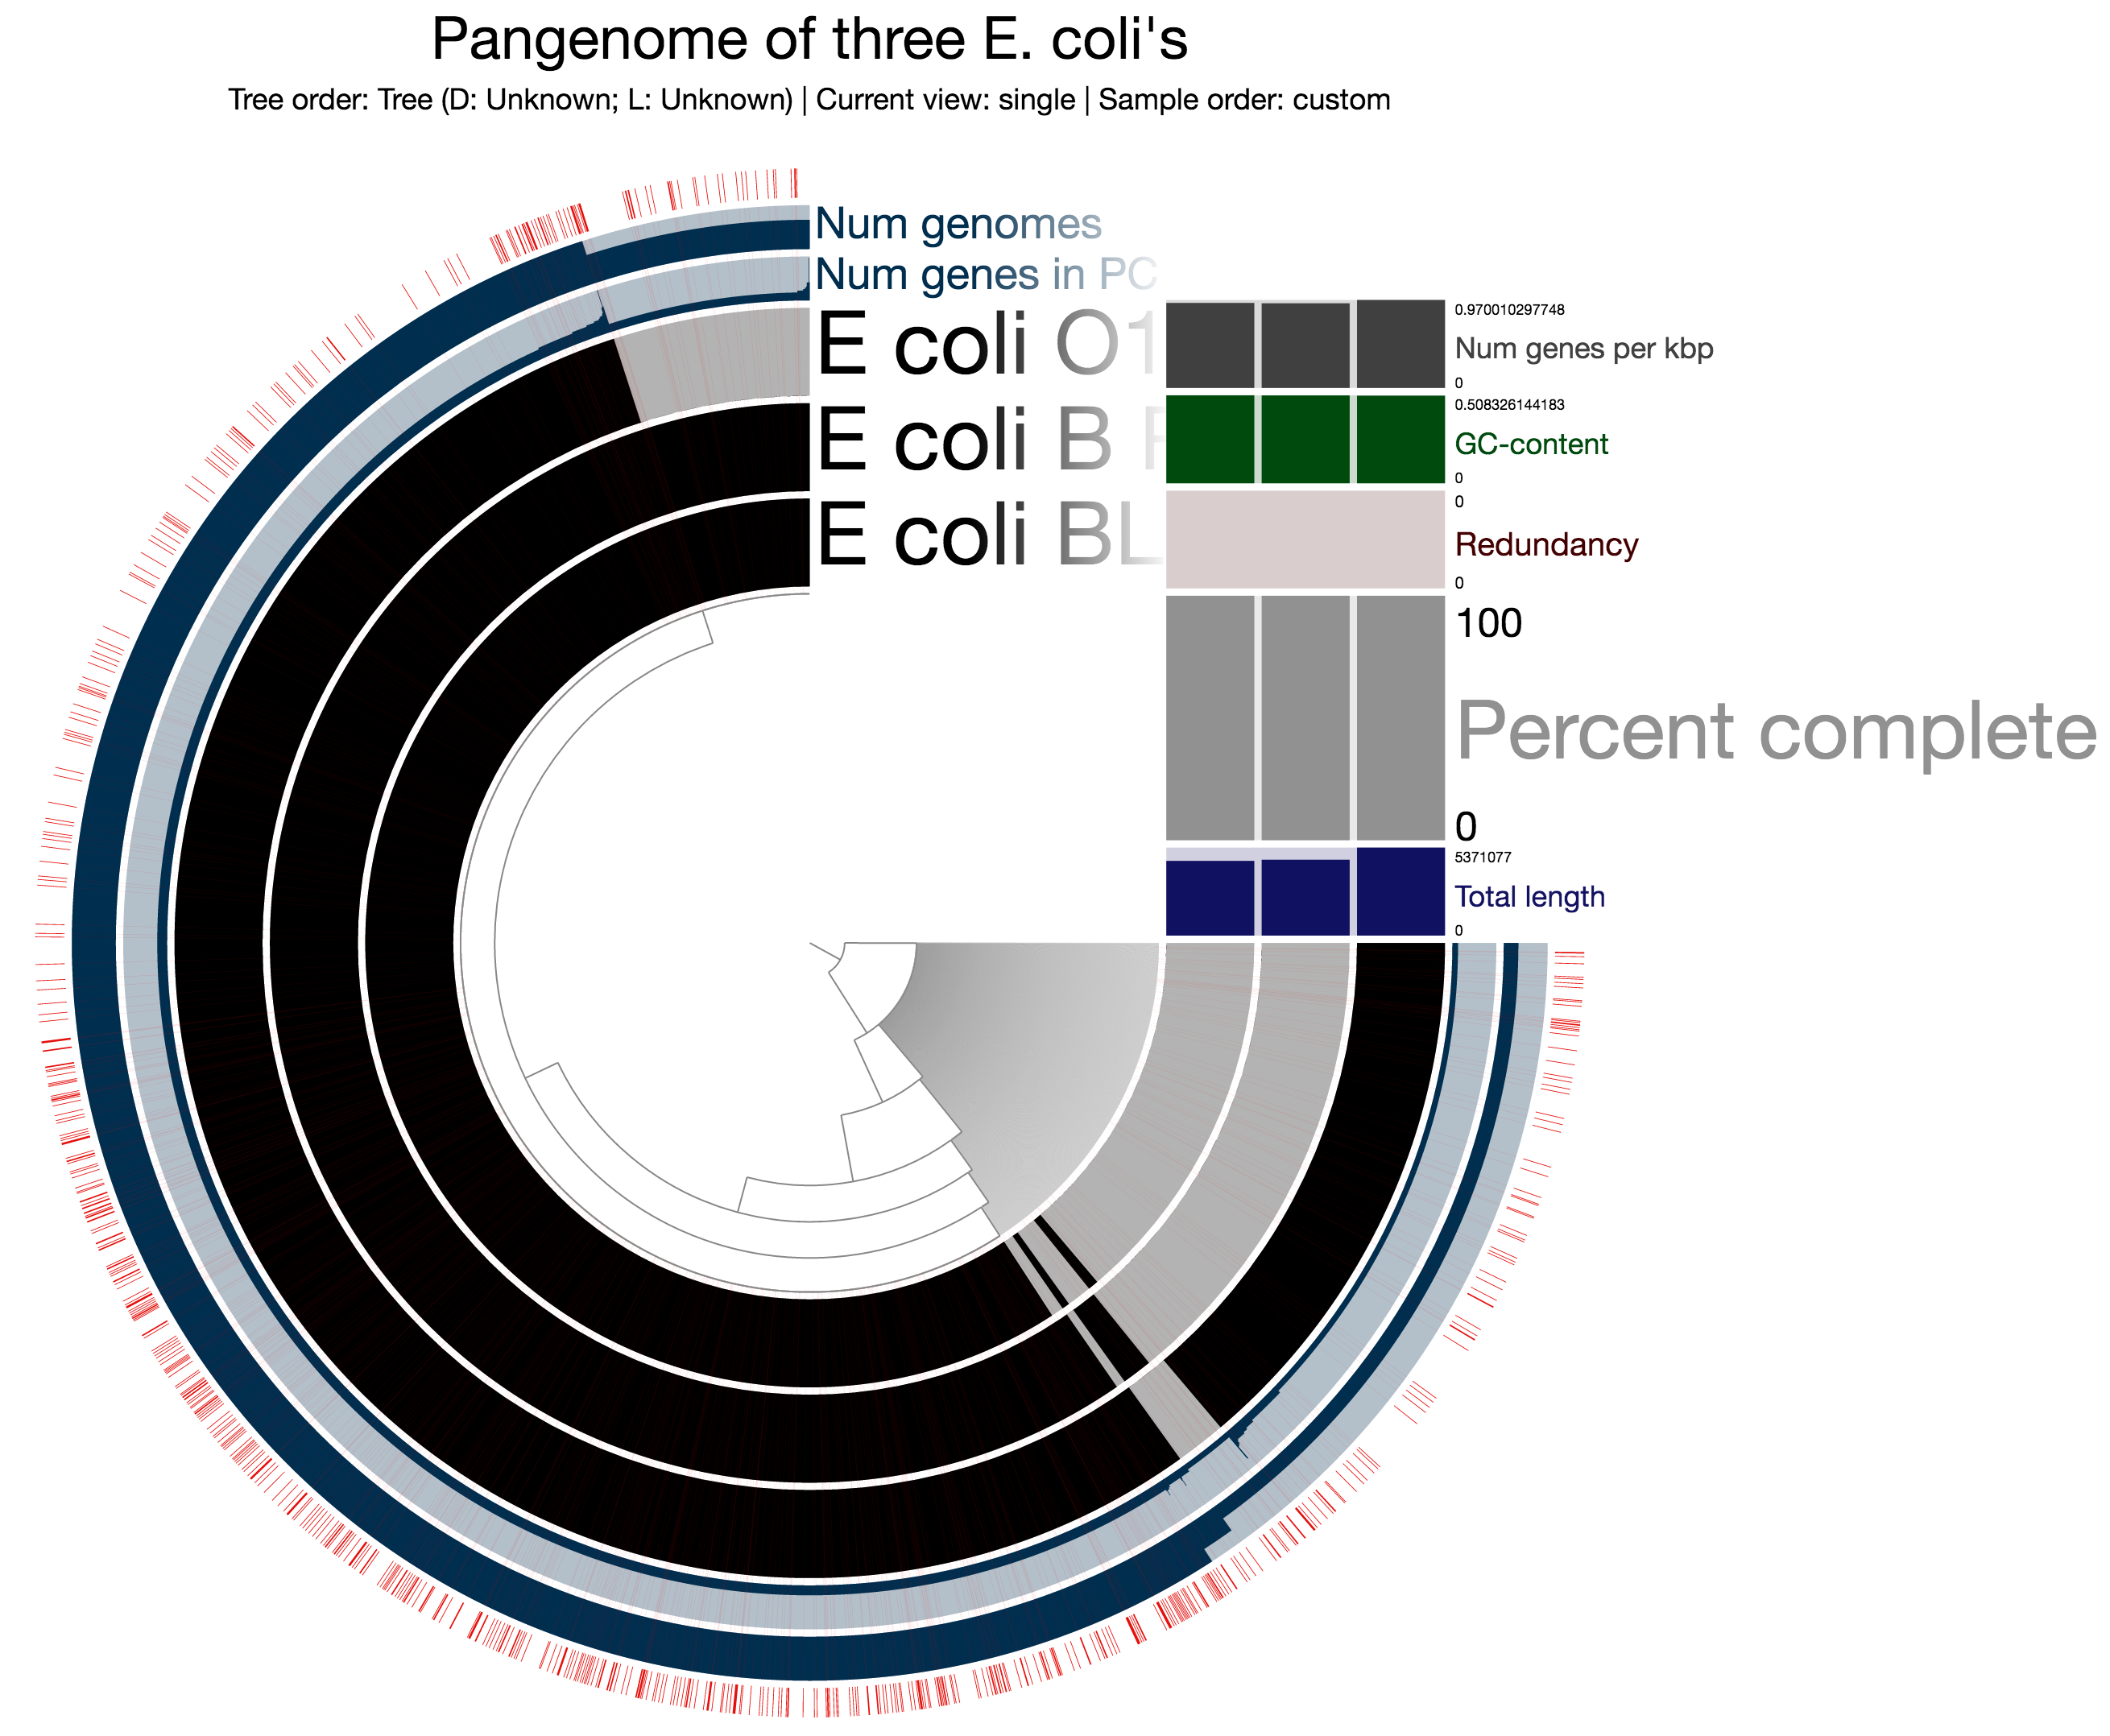 Pangenome of three E. coli's
Tree order: Tree (D: Unknown; L: Unknown) | Current view: single | Sample order: custom
Num genomes
Num genes in PC
E coli O1
E coli B
E coli BL
0.970010297748
Num genes per kbp
0
0.508326144183
GC-content
0
0
Redundancy
0
100
Percent complete
0
5371077
Total length
0